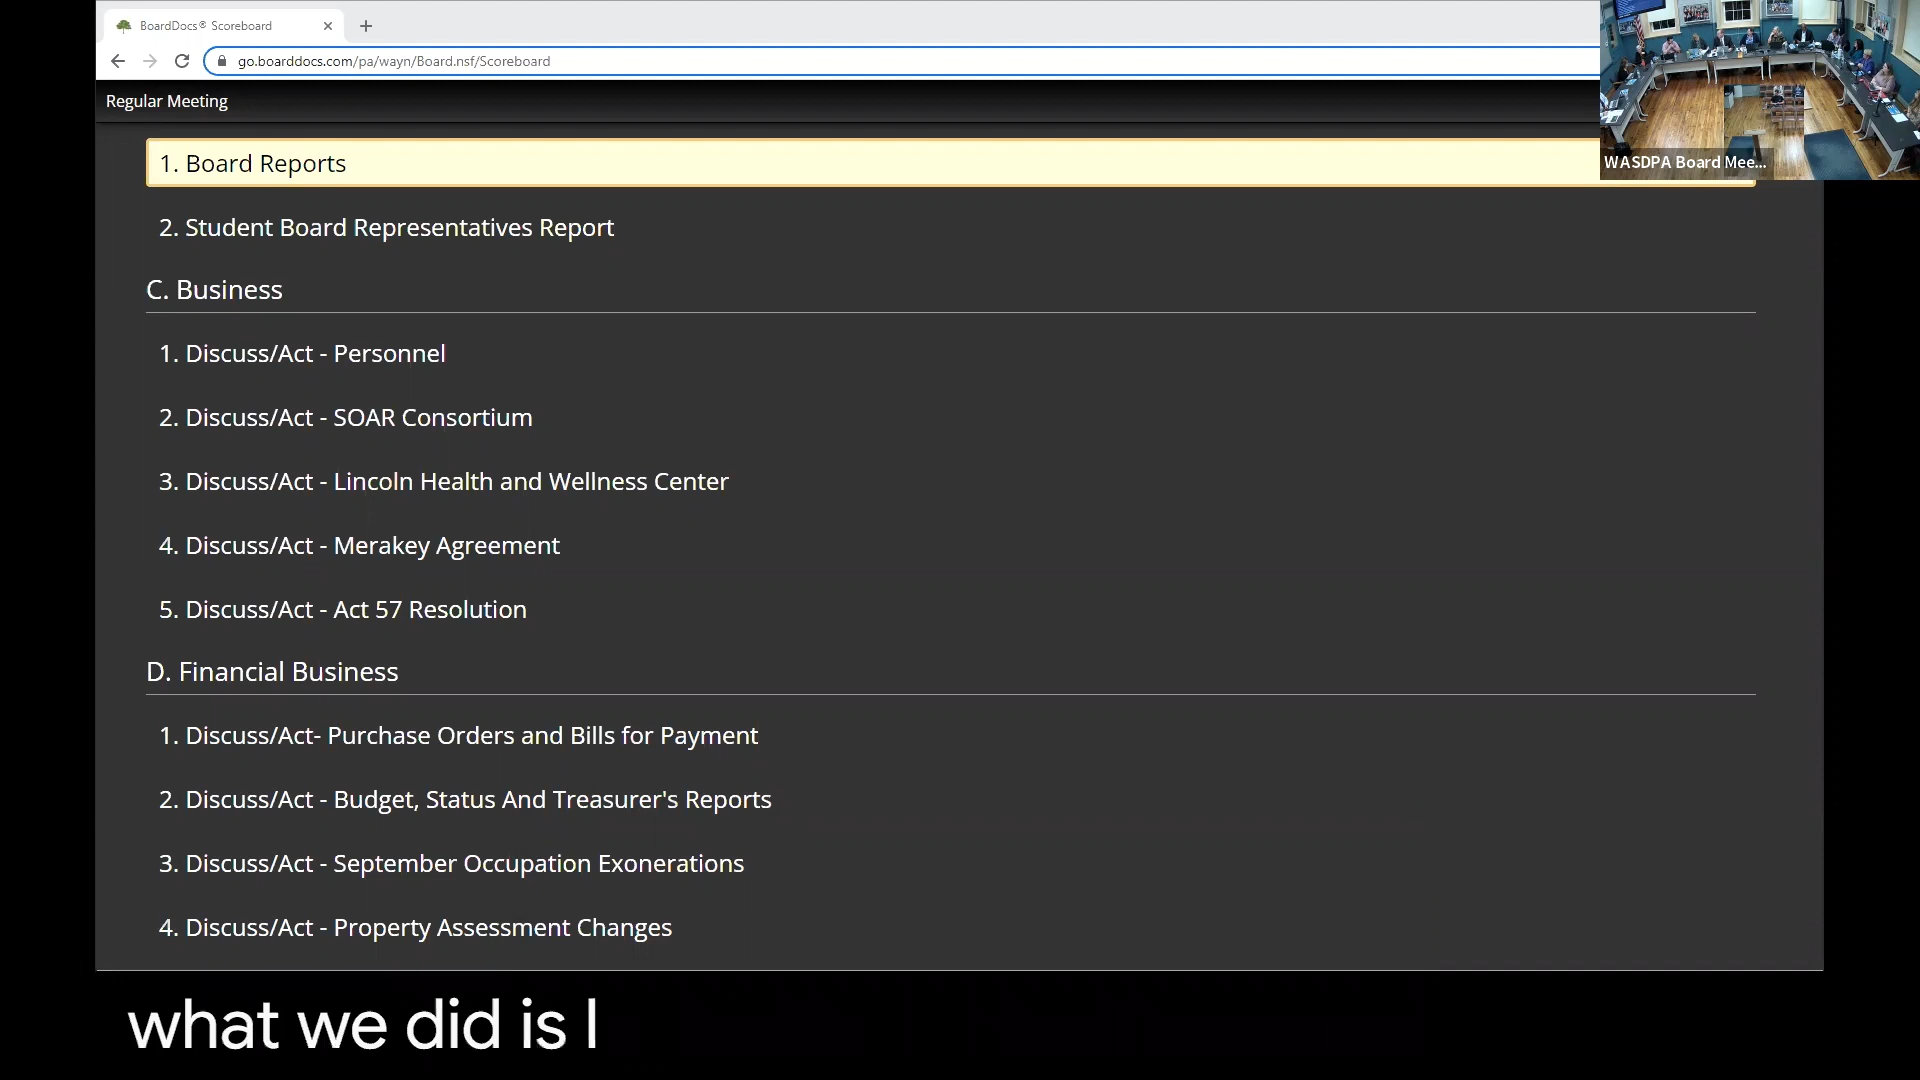 BoardDocs® Scoreboard
go.boarddocs.com/pa/wayn/Board.nsf/Scoreboard
Regular Meeting
1. Board Reports
WASDPA Board Mee...
2. Student Board Representatives Report
C. Business
1. Discuss/Act - Personnel
2. Discuss/Act - SOAR Consortium
3. Discuss/Act - Lincoln Health and Wellness Center
4. Discuss/Act - Merakey Agreement
5. Discuss/Act - Act 57 Resolution
D. Financial Business
1. Discuss/Act- Purchase Orders and Bills for Payment
2. Discuss/Act - Budget, Status And Treasurer's Reports
3. Discuss/Act - September Occupation Exonerations
4. Discuss/Act - Property Assessment Changes
what we did is I